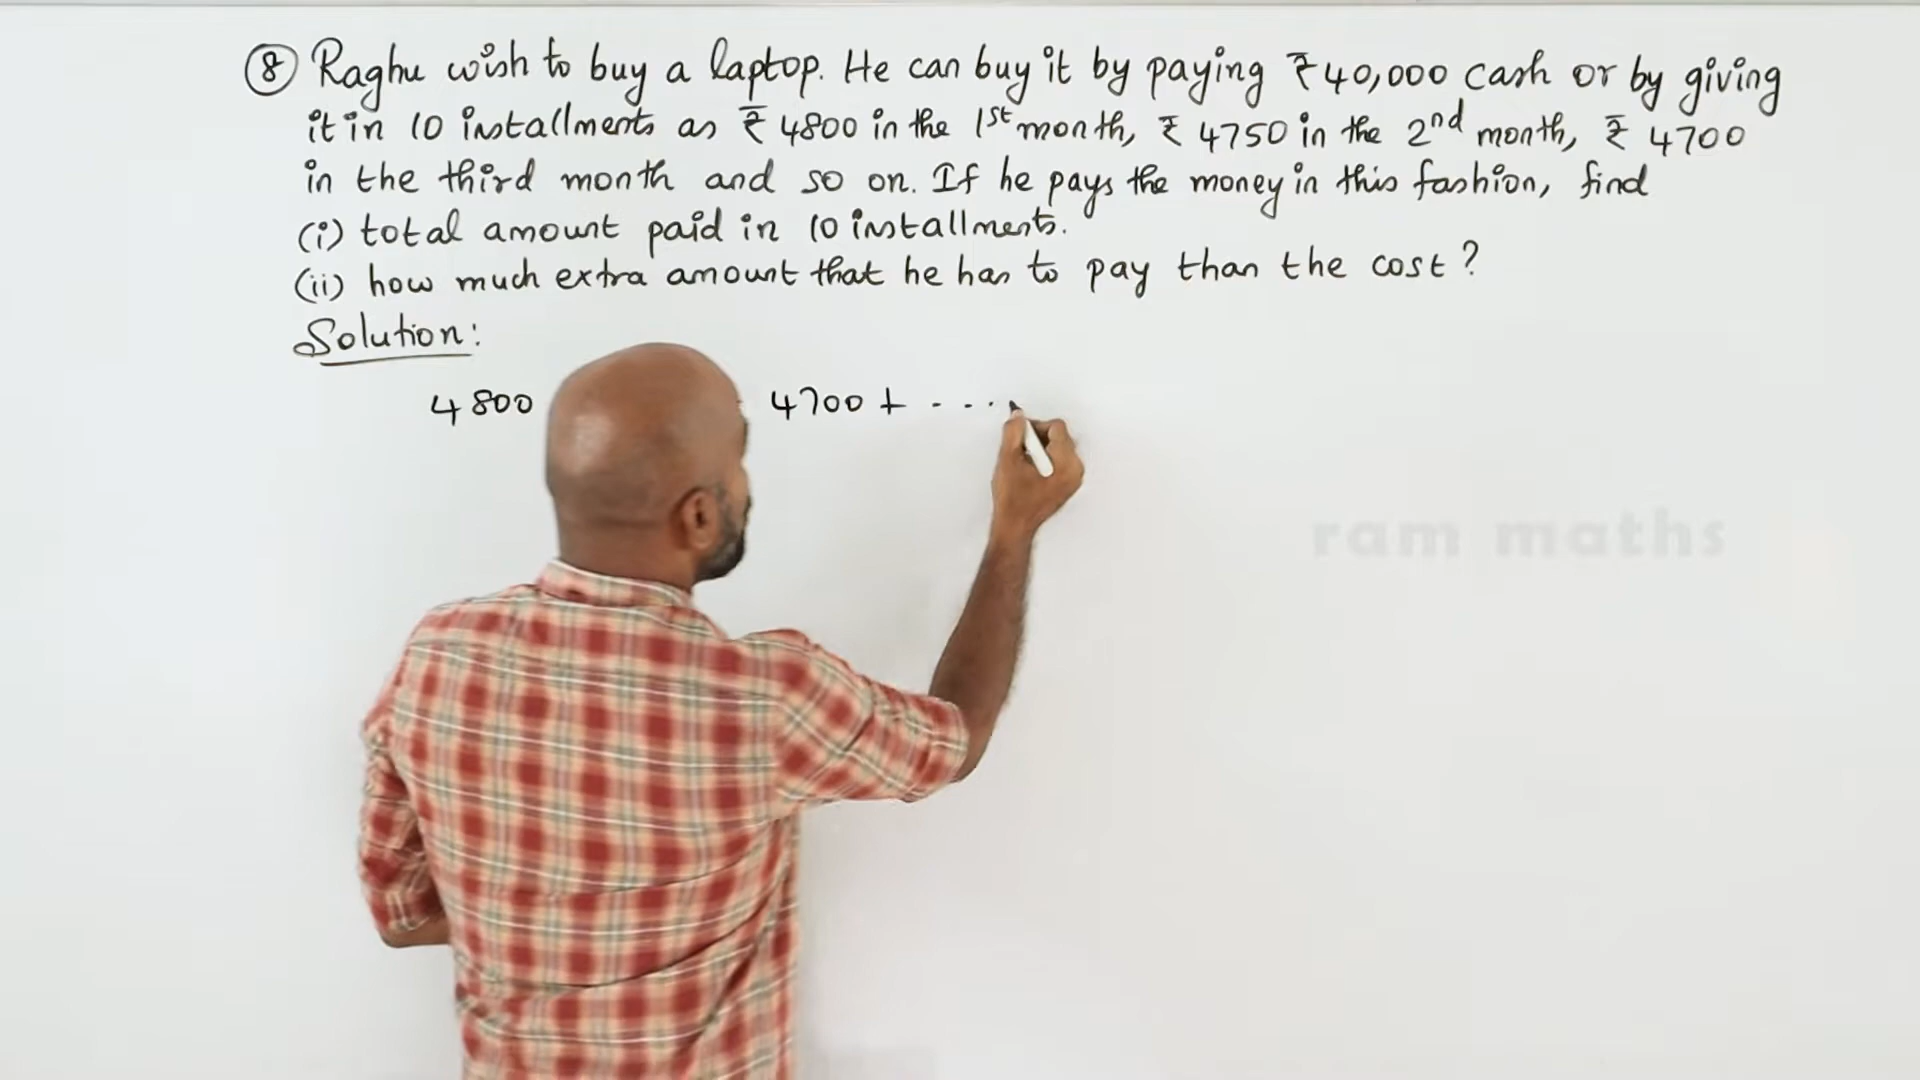 ⑧ Raghu wish to buy a laptop. He can buy it by paying ₹40,000 cash or by giving
it in 10 installments as ₹ 4800 in the 1st month, ₹ 4750 in the 2nd month, ₹ 4700
in the third month and so on. If he pays the money in this fashion, find
(i) total amount paid in 10 installments.
(ii) how much extra amount that he has to pay than the cost?
Solution:
4800 4700 + ....
ram maths